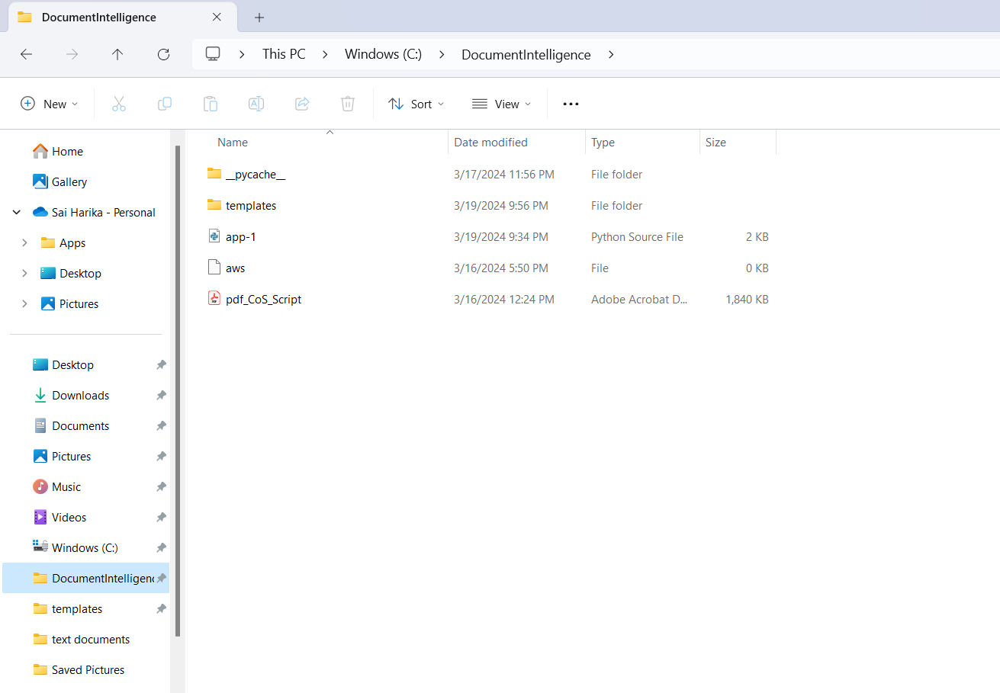 DocumentIntelligence
This PC > Windows (C:) > DocumentIntelligence >
New Sort View
Name Date modified Type Size
__pycache__ 3/17/2024 11:56 PM File folder
templates 3/19/2024 9:56 PM File folder
app-1 3/19/2024 9:34 PM Python Source File 2 KB
aws 3/16/2024 5:50 PM File 0 KB
pdf_CoS_Script 3/16/2024 12:24 PM Adobe Acrobat D... 1,840 KB
Home
Gallery
Sai Harika - Personal
Apps
Desktop
Pictures
Desktop
Downloads
Documents
Pictures
Music
Videos
Windows (C:)
DocumentIntelligenc
templates
text documents
Saved Pictures